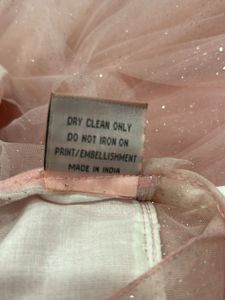 DRY CLEAN ONLY
DO NOT IRON ON
PRINT/EMBELLISHMENT
MADE IN INDIA